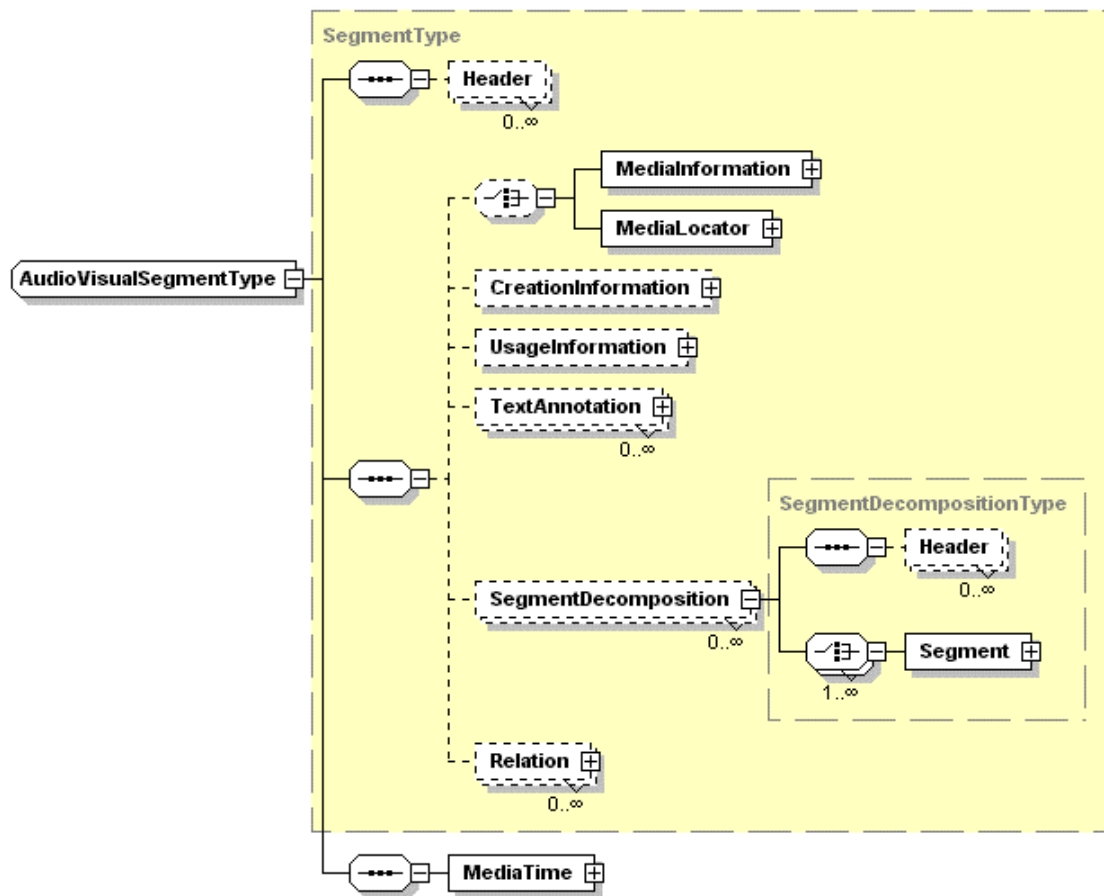 SegmentType
Header
0..∞
MediaInformation
MediaLocator
AudioVisualSegmentType
CreationInformation
UsageInformation
TextAnnotation
0..∞
SegmentDecompositionType
Header
0..∞
SegmentDecomposition
0..∞
Segment
1..∞
Relation
0..∞
MediaTime